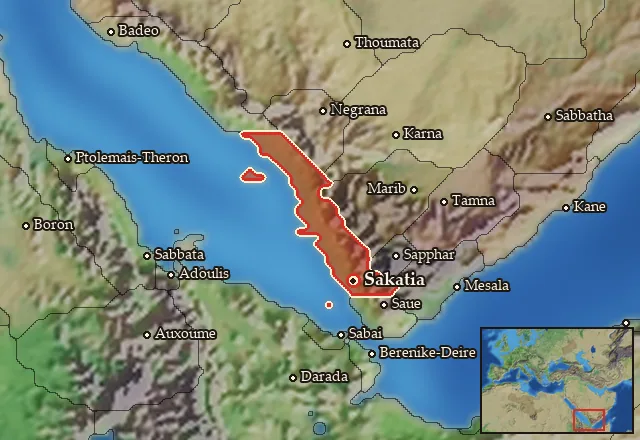 Badeo
Thoumata
Negrana
Sabbatha
Karna
Ptolemais-Theron
Marib
Tamna
Kane
Boron
Sabbata
Sapphar
Adoulis
Sakatia
Mesala
Saue
Auxoume
Sabai
Berenike-Deire
Darada